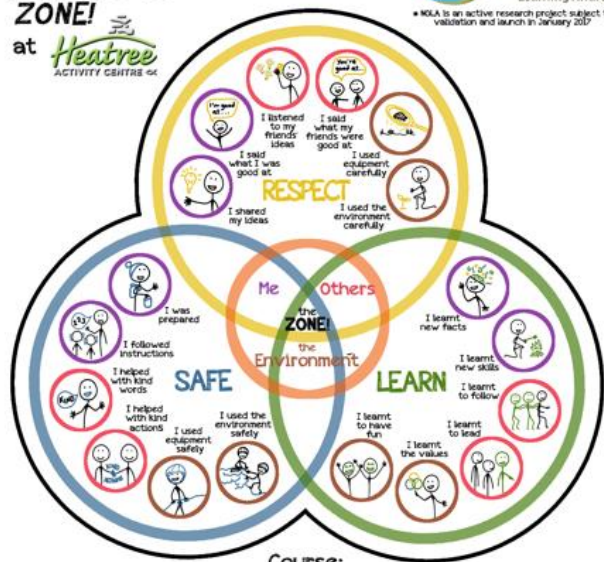 ZONE!
at Heatree
ACTIVITY CENTRE
* NOLA is an active research project subject
validation and launch in January 2017
You're
good at...
I'm good
at ....
I listened
to my
friends'
ideas
I said
what my
friends were
good at
I said
what I was
good at
I used
equipment
carefully
RESPECT
I shared
my ideas
I used the
environment
carefully
Me
Others
the
ZONE!
the
Environment
I was
prepared
1 2 3
I followed
instructions
I helped
with kind
words
KIND
SAFE
I helped
with kind
actions
I used
equipment
safely
I used the
environment
safely
I learnt
new facts
I learnt
new skills
LEARN
I learnt
to follow
I learnt
to lead
I learnt
to have
fun
I learnt
the values
Course: